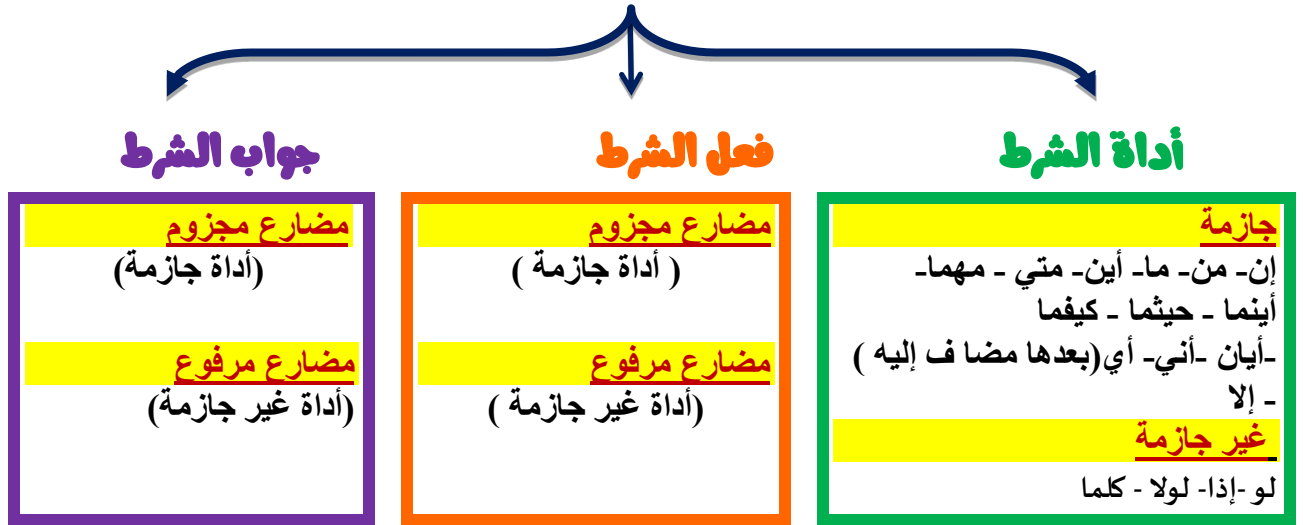 أداة الشرط
فعل الشرط
جواب الشرط
جازمة
إن- من- ما- أين- متي - مهما-
أينما - حيثما - كيفما
-أيان -أني- أي(بعدها مضا ف إليه )
- إلا
غير جازمة
لو -إذا- لولا - كلما
مضارع مجزوم
( أداة جازمة )
مضارع مرفوع
(أداة غير جازمة )
مضارع مجزوم
(أداة جازمة)
مضارع مرفوع
(أداة غير جازمة)